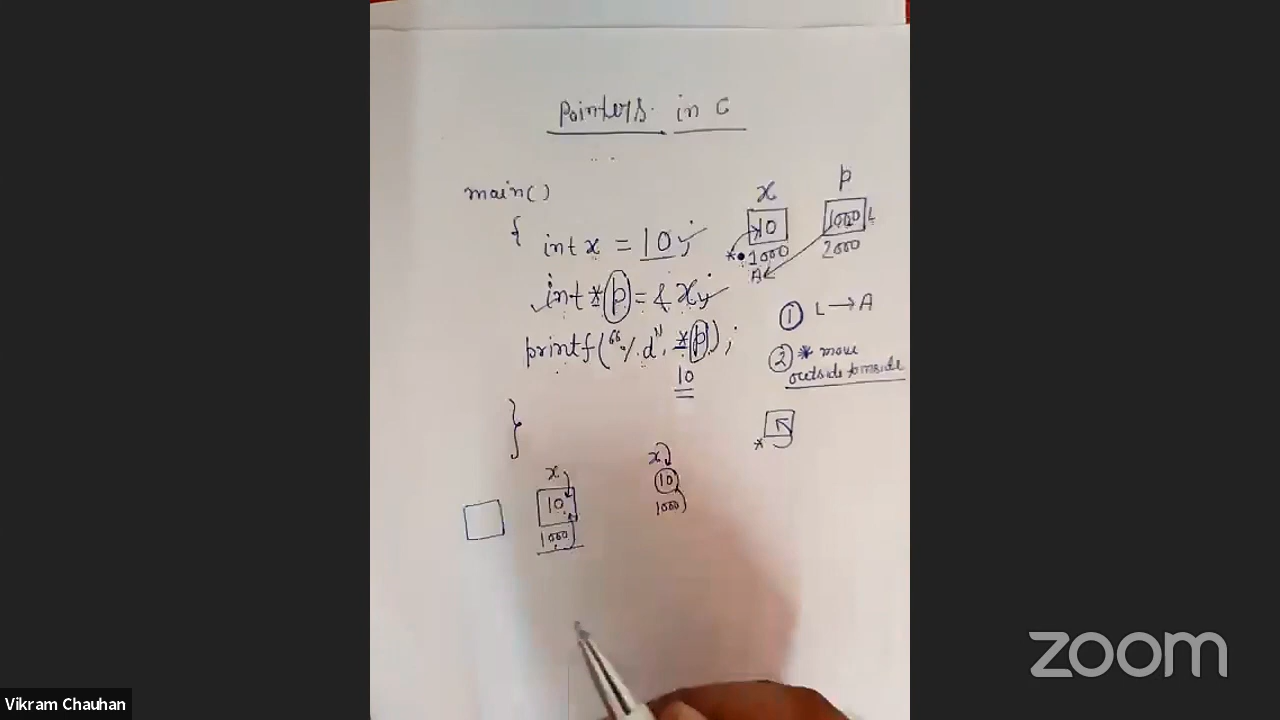 Pointers in C
main()
{
int x = 10;
int *p = &x;
printf("%d", *p);
10
}
x
10
1000
A
*
p
1000 L
2000
① L → A
② * move
outside to inside
*
x
10
1000
x
10
1000
Vikram Chauhan
zoom